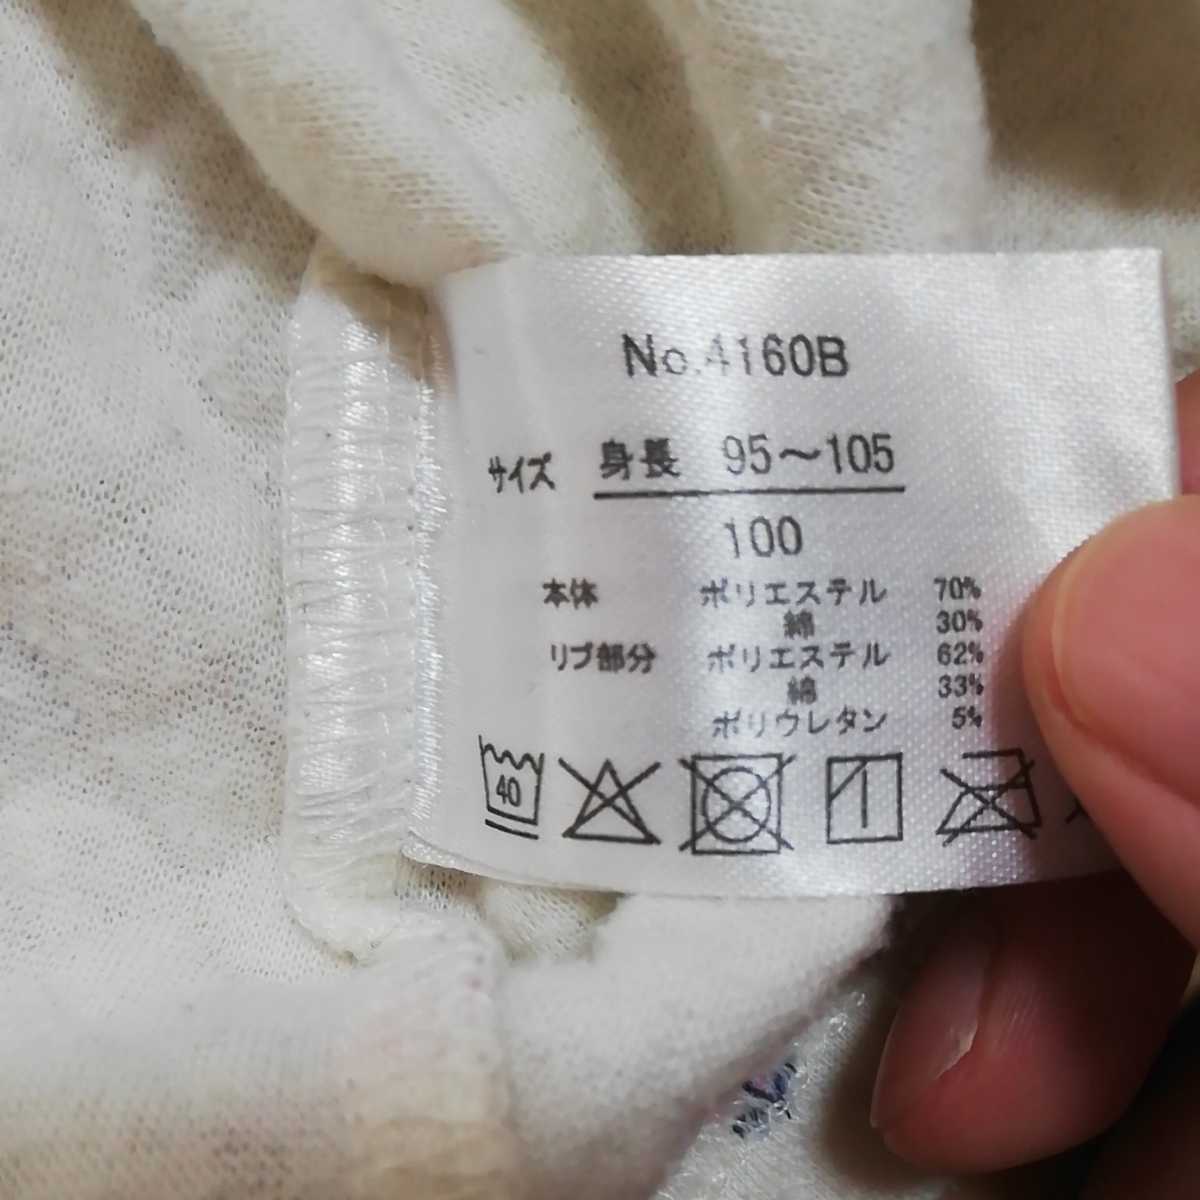 No.4160B
サイズ 身長 95～105
100
本体 ポリエステル 70%
綿 30%
リブ部分 ポリエステル 62%
綿 33%
ポリウレタン 5%
40